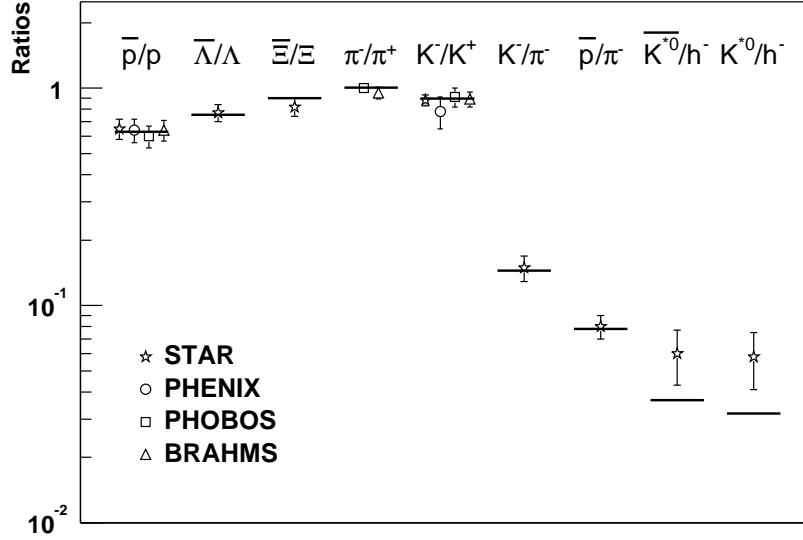 Ratios
p̅/p Λ̅/Λ Ξ̅/Ξ π⁻/π⁺ K⁻/K⁺ K⁻/π⁻ p̅/π⁻ K̅*⁰/h⁻ K*⁰/h⁻
1
10⁻¹
10⁻²
STAR
PHENIX
PHOBOS
BRAHMS